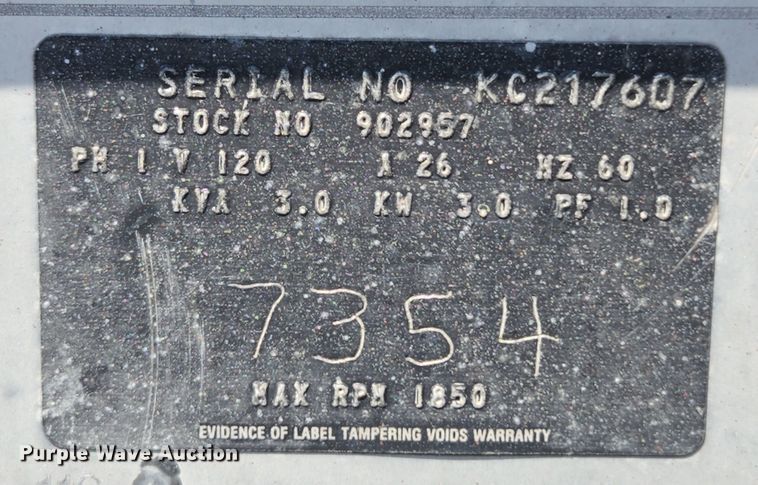 SERIAL NO KC217607
STOCK NO 902957
PH 1 V 120 A 26 HZ 60
KVA 3.0 KW 3.0 PF 1.0
7354
MAX RPM 1850
EVIDENCE OF LABEL TAMPERING VOIDS WARRANTY
Purple Wave Auction